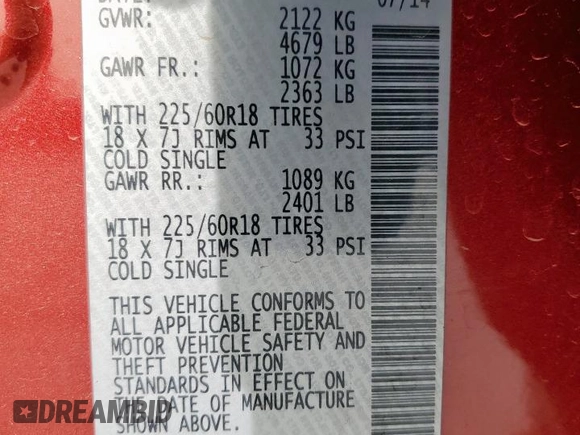 DATE: 07/14
GVWR: 2122 KG
4679 LB
GAWR FR.: 1072 KG
2363 LB
WITH 225/60R18 TIRES
18 X 7J RIMS AT 33 PSI
COLD SINGLE
GAWR RR.: 1089 KG
2401 LB
WITH 225/60R18 TIRES
18 X 7J RIMS AT 33 PSI
COLD SINGLE
THIS VEHICLE CONFORMS TO
ALL APPLICABLE FEDERAL
MOTOR VEHICLE SAFETY AND
THEFT PREVENTION
STANDARDS IN EFFECT ON
THE DATE OF MANUFACTURE
SHOWN ABOVE.
DREAMBID